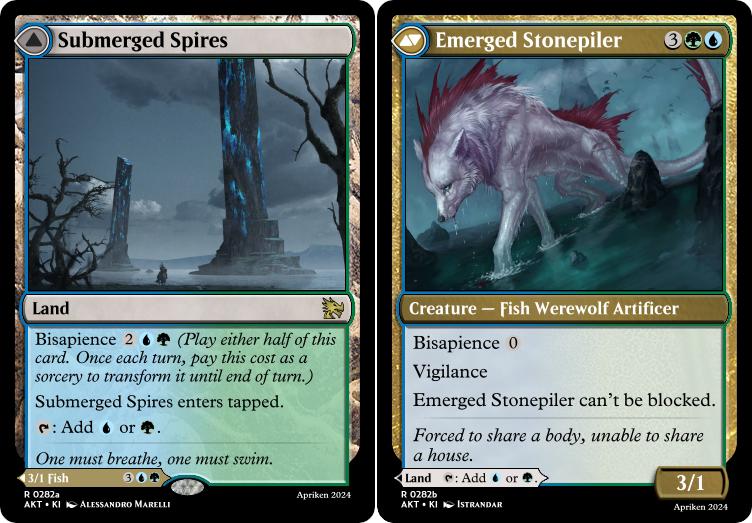 Submerged Spires
Land
Bisapience 2 (Play either half of this
card. Once each turn, pay this cost as a
sorcery to transform it until end of turn.)
Submerged Spires enters tapped.
: Add or .
One must breathe, one must swim.
3/1 Fish 3
R 0282a
AKT • KI Alessandro Marelli
Apriken 2024
Emerged Stonepiler 3
Creature — Fish Werewolf Artificer
Bisapience 0
Vigilance
Emerged Stonepiler can't be blocked.
Forced to share a body, unable to share
a house.
Land : Add or .
3/1
R 0282b
AKT • KI Istrandar
Apriken 2024